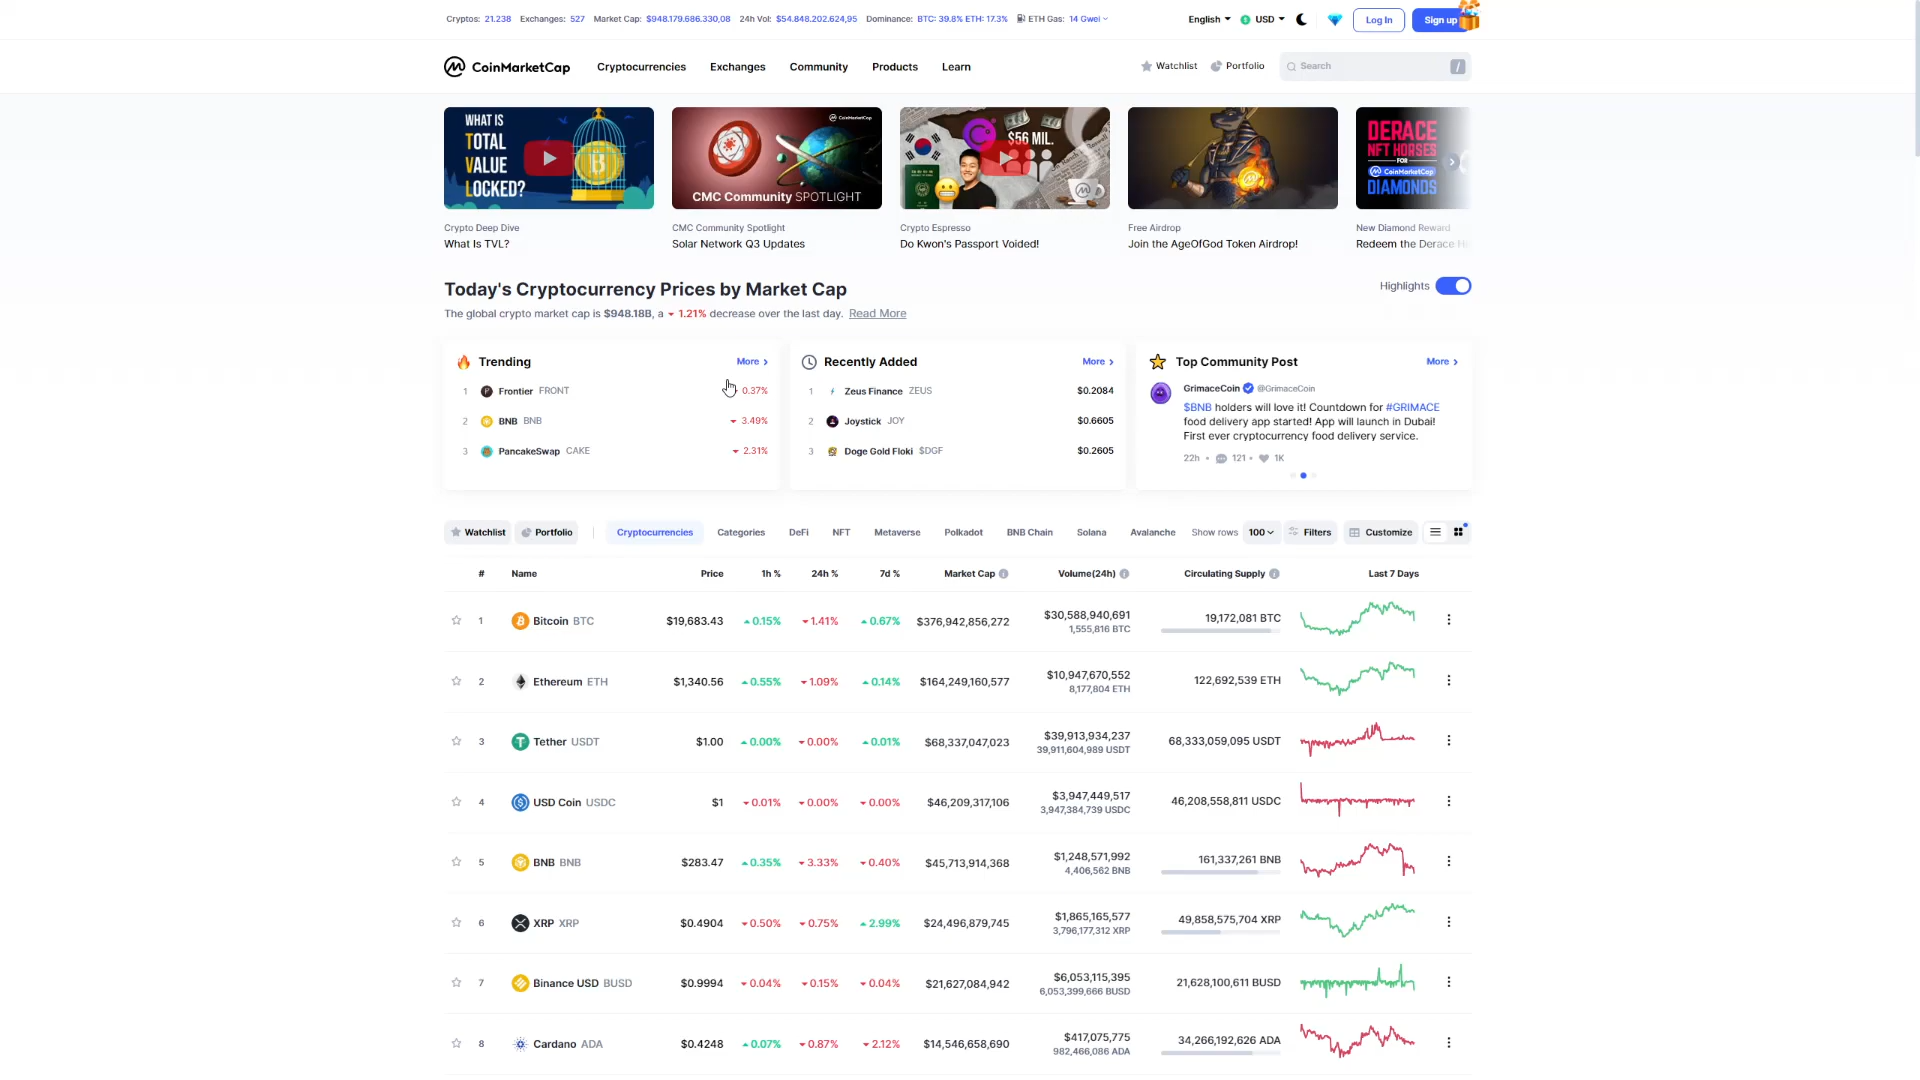 Cryptos: 21.238 Exchanges: 527 Market Cap: $948.179.686.330,08 24h Vol: $54.848.202.624,95 Dominance: BTC: 39.8% ETH: 17.3% ETH Gas: 14 Gwei
English USD Log In Sign up
CoinMarketCap Cryptocurrencies Exchanges Community Products Learn Watchlist Portfolio Search /
WHAT IS
TOTAL
VALUE
LOCKED?
CoinMarketCap
CMC Community SPOTLIGHT
$56 MIL.
DERACE
NFT HORSES
FOR
CoinMarketCap
DIAMONDS
Crypto Deep Dive
What Is TVL?
CMC Community Spotlight
Solar Network Q3 Updates
Crypto Espresso
Do Kwon's Passport Voided!
Free Airdrop
Join the AgeOfGod Token Airdrop!
New Diamond Reward
Redeem the Derace H
Today's Cryptocurrency Prices by Market Cap
Highlights
The global crypto market cap is $948.18B, a 1.21% decrease over the last day. Read More
Trending More
1 Frontier FRONT 0.37%
2 BNB BNB 3.49%
3 PancakeSwap CAKE 2.31%
Recently Added More
1 Zeus Finance ZEUS $0.2084
2 Joystick JOY $0.6605
3 Doge Gold Floki $DGF $0.2605
Top Community Post More
GrimaceCoin @GrimaceCoin
$BNB holders will love it! Countdown for #GRIMACE
food delivery app started! App will launch in Dubai!
First ever cryptocurrency food delivery service.
22h • 121 • 1K
Watchlist Portfolio Cryptocurrencies Categories DeFi NFT Metaverse Polkadot BNB Chain Solana Avalanche Show rows 100 Filters Customize
# Name Price 1h % 24h % 7d % Market Cap Volume(24h) Circulating Supply Last 7 Days
1 Bitcoin BTC $19,683.43 0.15% 1.41% 0.67% $376,942,856,272 $30,588,940,691 19,172,081 BTC
1,555,816 BTC
2 Ethereum ETH $1,340.56 0.55% 1.09% 0.14% $164,249,160,577 $10,947,670,552 122,692,539 ETH
8,177,804 ETH
3 Tether USDT $1.00 0.00% 0.00% 0.01% $68,337,047,023 $39,913,934,237 68,333,059,095 USDT
39,911,604,989 USDT
4 USD Coin USDC $1 0.01% 0.00% 0.00% $46,209,317,106 $3,947,449,517 46,208,558,811 USDC
3,947,384,739 USDC
5 BNB BNB $283.47 0.35% 3.33% 0.40% $45,713,914,368 $1,248,571,992 161,337,261 BNB
4,406,562 BNB
6 XRP XRP $0.4904 0.50% 0.75% 2.99% $24,496,879,745 $1,865,165,577 49,858,575,704 XRP
3,796,177,312 XRP
7 Binance USD BUSD $0.9994 0.04% 0.15% 0.04% $21,627,084,942 $6,053,115,395 21,628,100,611 BUSD
6,053,399,666 BUSD
8 Cardano ADA $0.4248 0.07% 0.87% 2.12% $14,546,658,690 $417,075,775 34,266,192,626 ADA
982,466,086 ADA